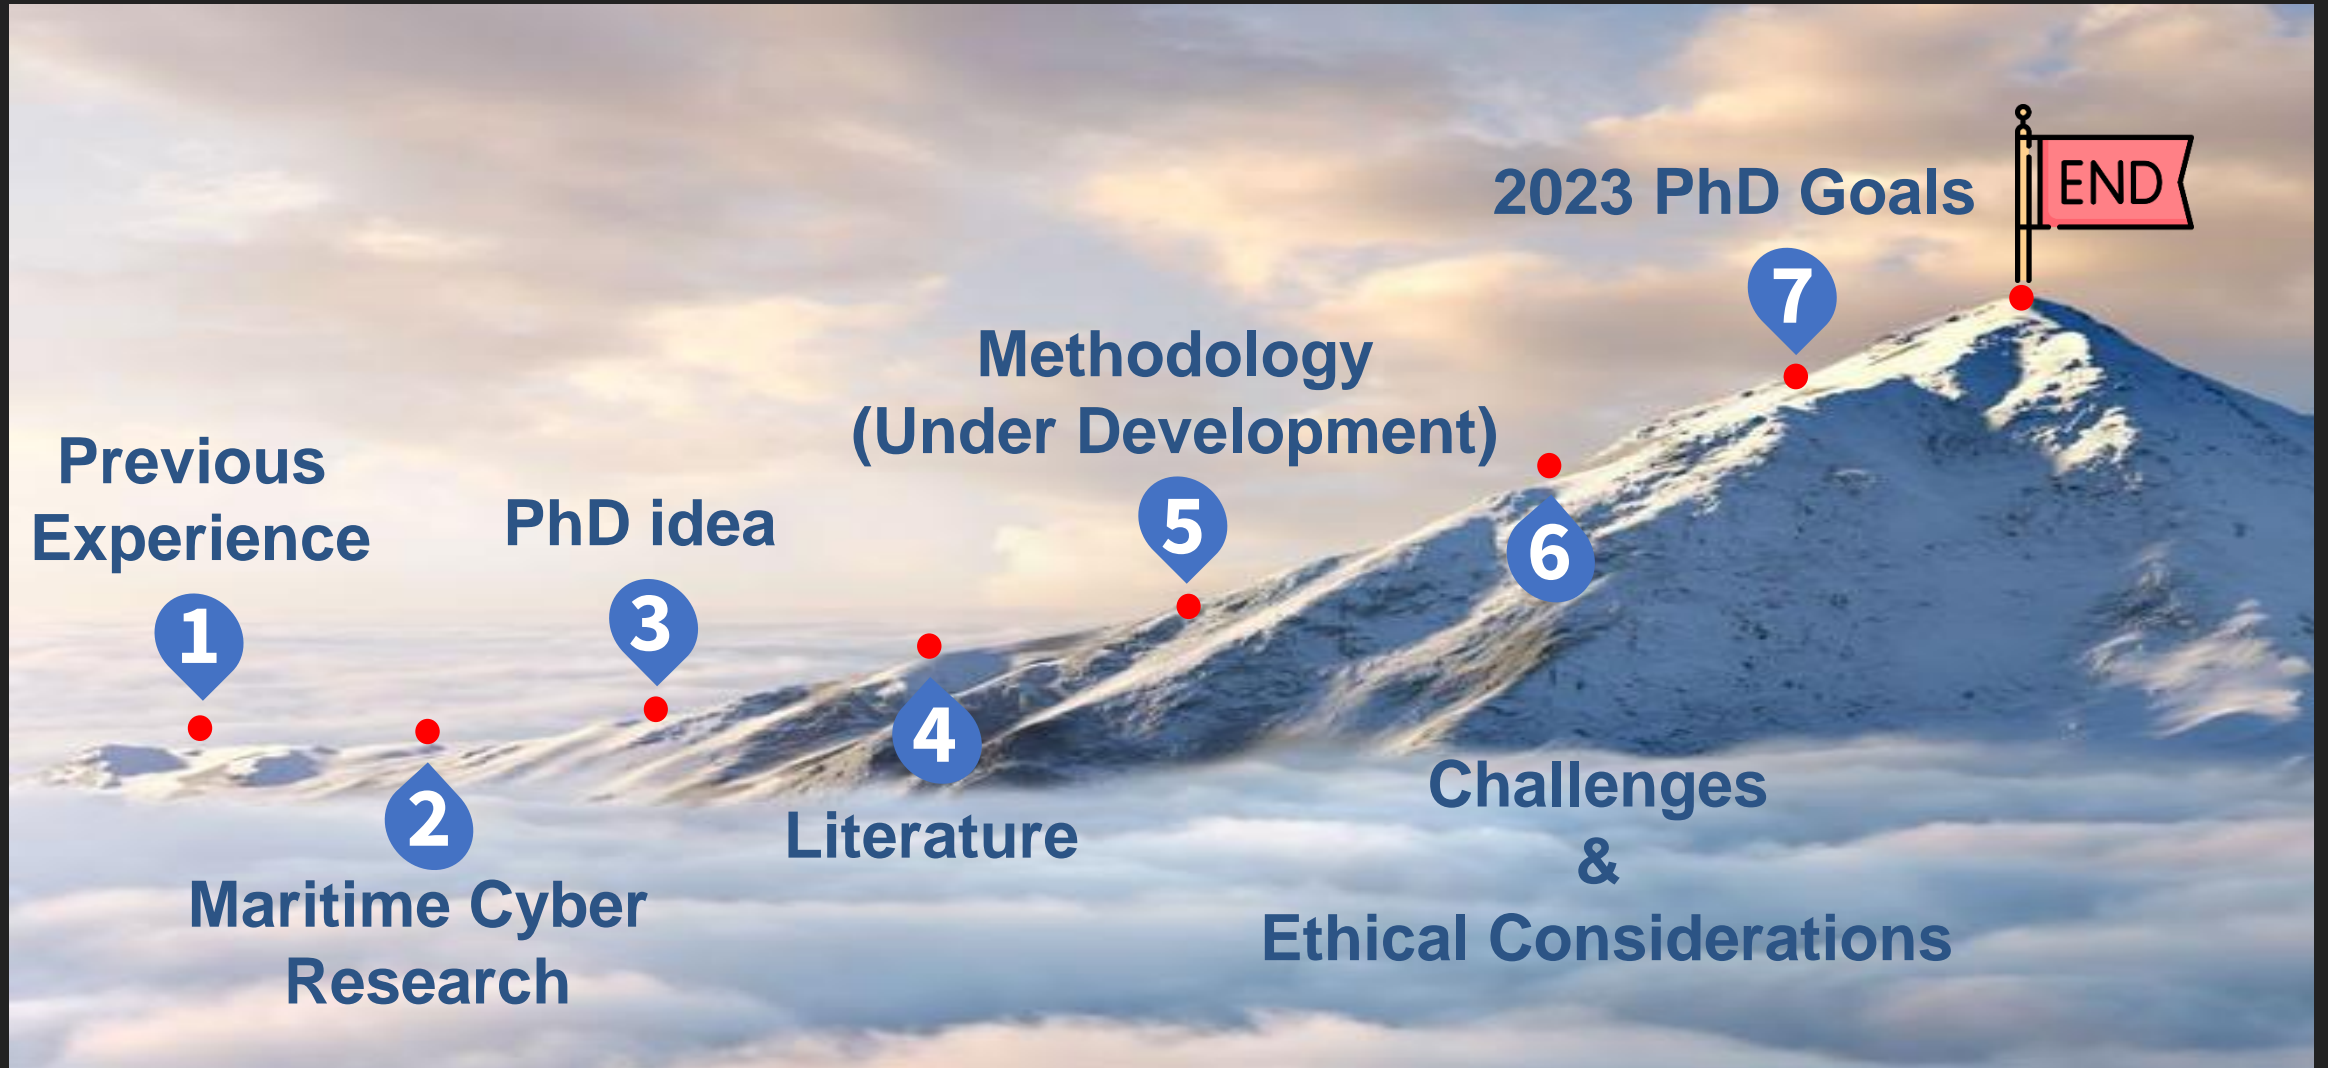 Previous
Experience
1
2
Maritime Cyber
Research
PhD idea
3
4
Literature
Methodology
(Under Development)
5
6
Challenges
&
Ethical Considerations
2023 PhD Goals
7
END